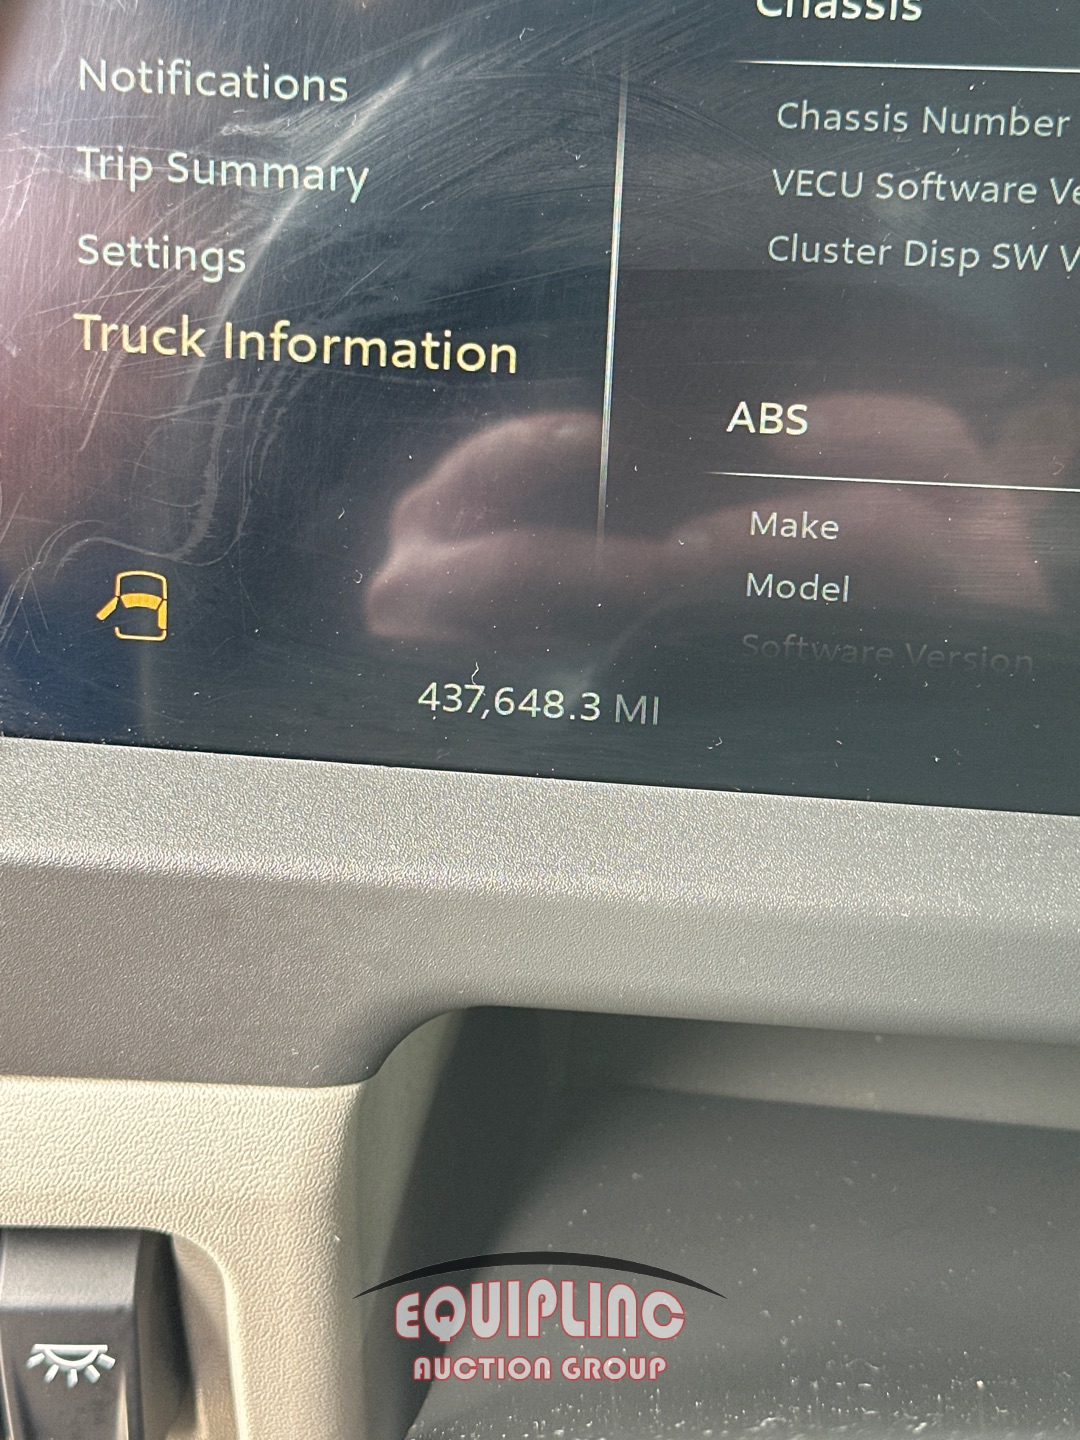 Notifications
Trip Summary
Settings
Truck Information
Chassis
Chassis Number
VECU Software
Cluster Disp SW
ABS
Make
Model
Software Version
437,648.3 MI
EQUIPLINC
AUCTION GROUP